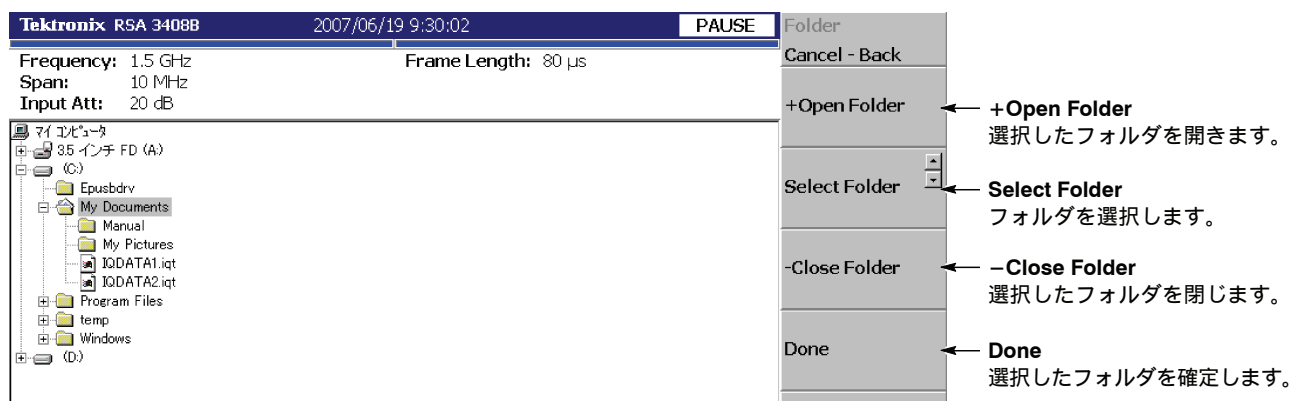 Tektronix RSA 3408B 2007/06/19 9:30:02 PAUSE
Frequency: 1.5 GHz Frame Length: 80 µs
Span: 10 MHz
Input Att: 20 dB
マイ コンピュータ
3.5 インチ FD (A:)
(C:)
Epusbdrv
My Documents
Manual
My Pictures
IQDATA1.iqt
IQDATA2.iqt
Program Files
temp
Windows
(D:)
Folder
Cancel - Back
+Open Folder
Select Folder
-Close Folder
Done
+Open Folder
選択したフォルダを開きます。
Select Folder
フォルダを選択します。
−Close Folder
選択したフォルダを閉じます。
Done
選択したフォルダを確定します。